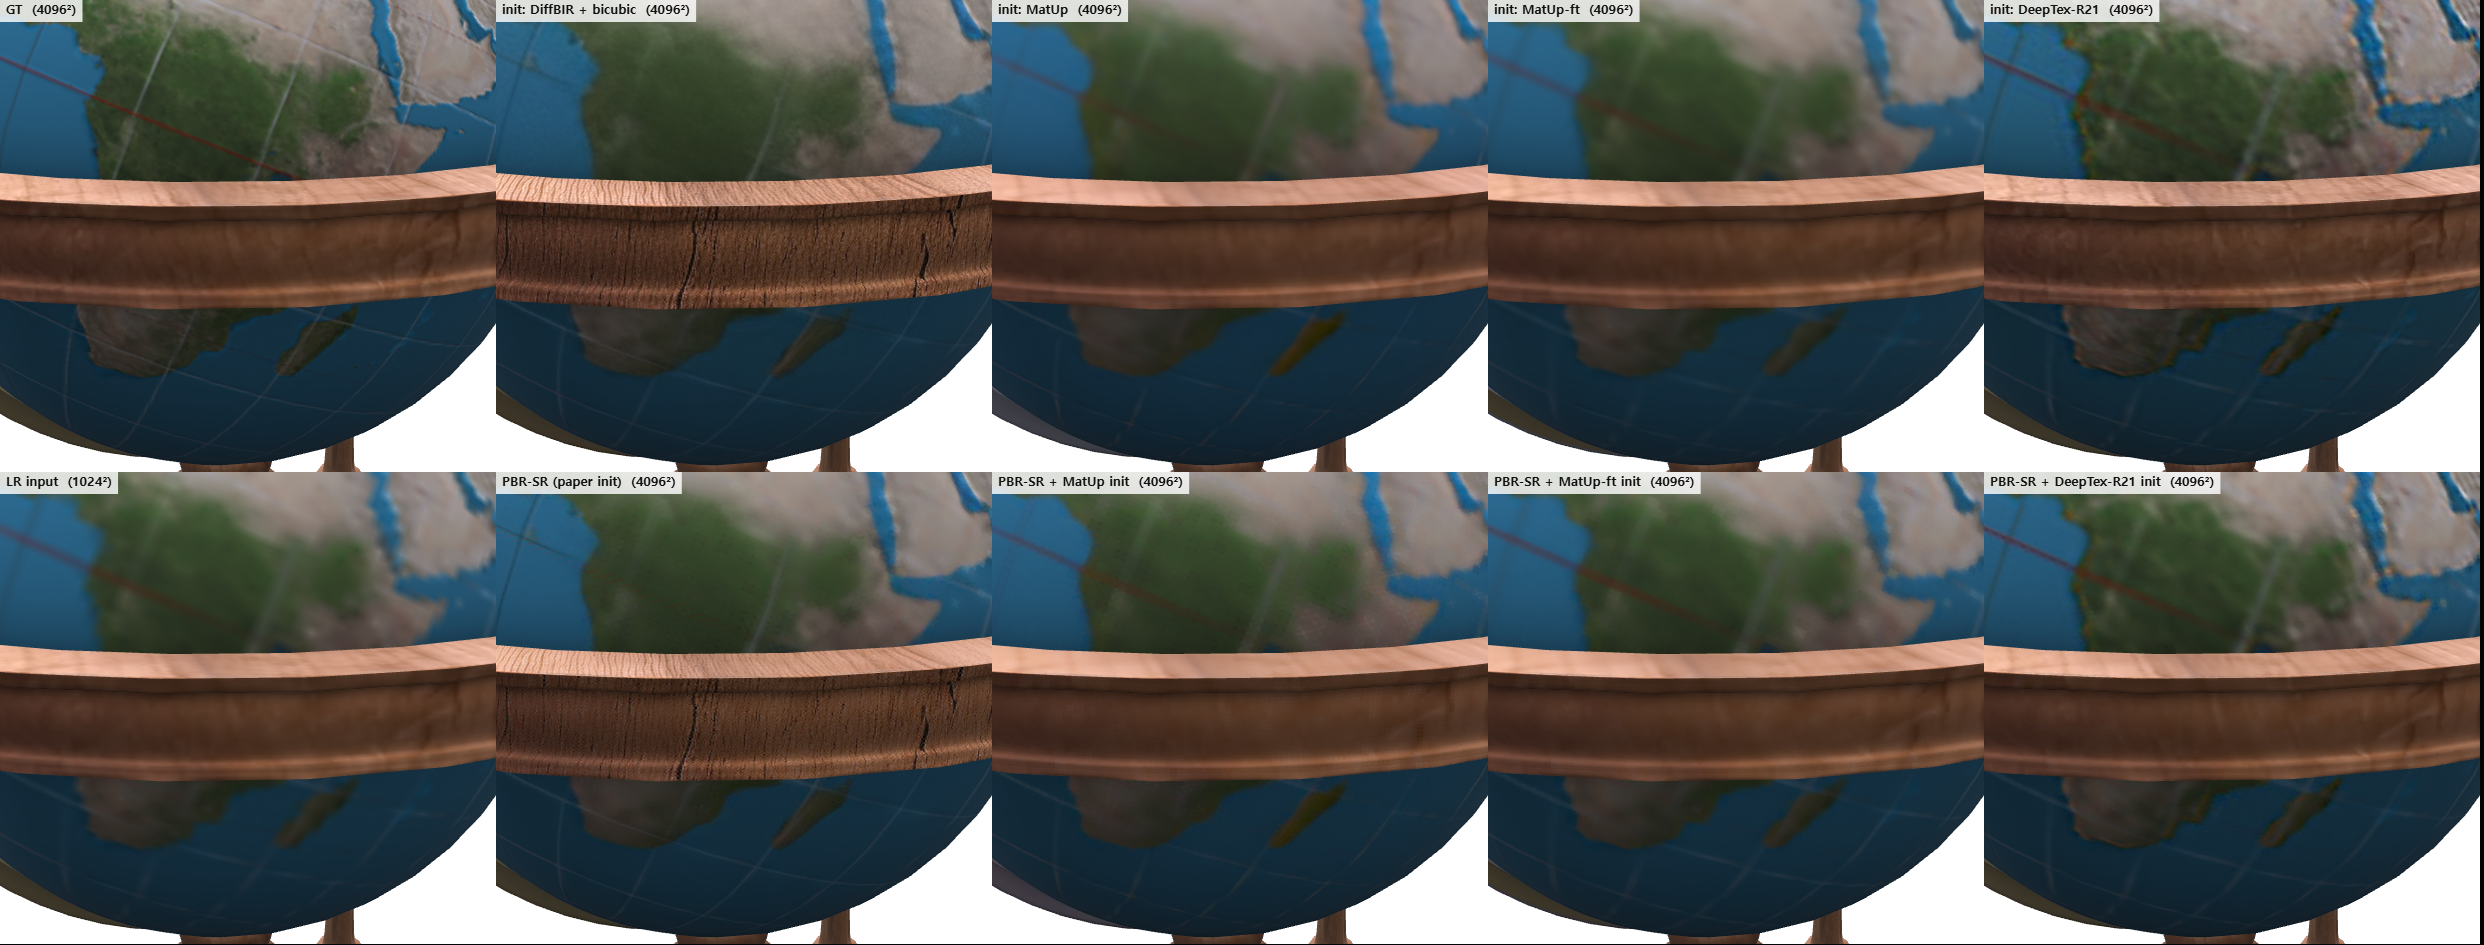 GT (4096²)
init: DiffBIR + bicubic (4096²)
init: MatUp (4096²)
init: MatUp-ft (4096²)
init: DeepTex-R21 (4096²)
LR input (1024²)
PBR-SR (paper init) (4096²)
PBR-SR + MatUp init (4096²)
PBR-SR + MatUp-ft init (4096²)
PBR-SR + DeepTex-R21 init (4096²)